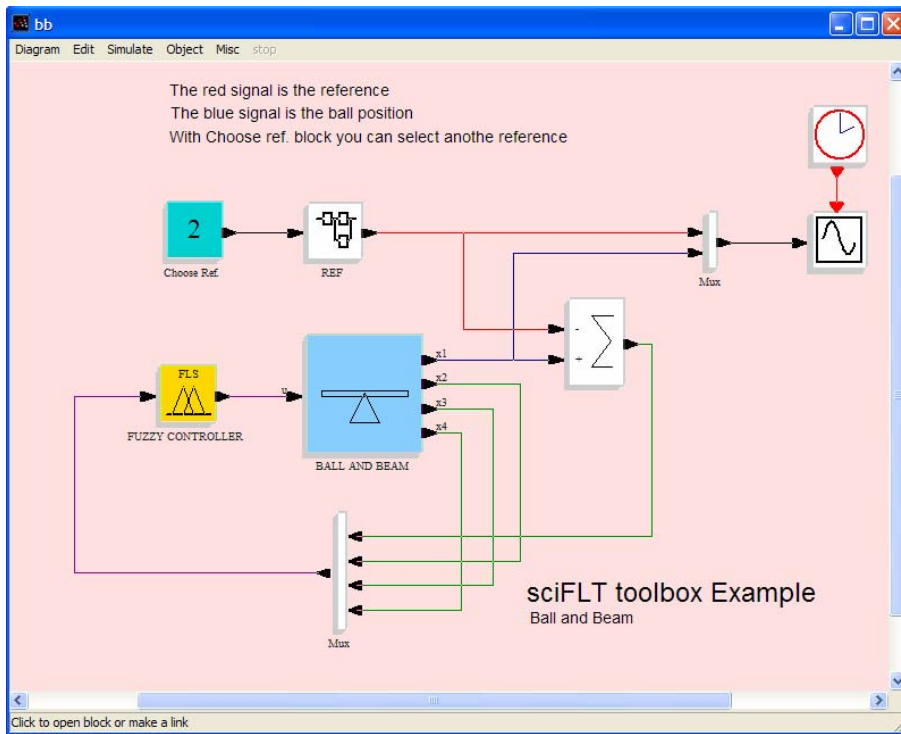 bb
Diagram Edit Simulate Object Misc stop
The red signal is the reference
The blue signal is the ball position
With Choose ref. block you can select anothe reference
2
Choose Ref.
REF
Mux
-
+
FLS
FUZZY CONTROLLER
u
x1
x2
x3
x4
BALL AND BEAM
Mux
sciFLT toolbox Example
Ball and Beam
Click to open block or make a link